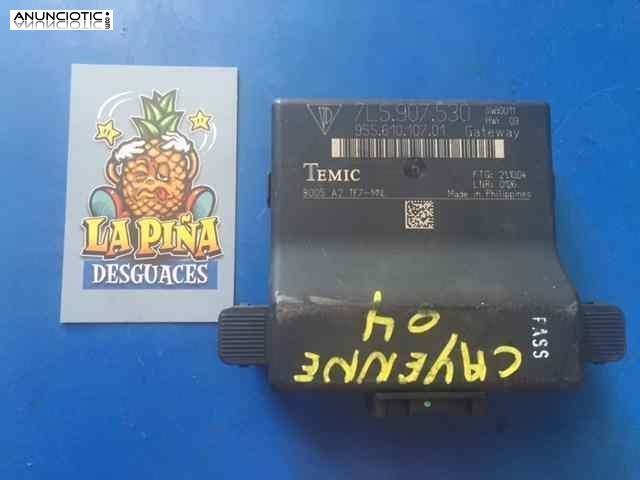 ANUNCIOTIC.com
LA PIÑA
DESGUACES
7L5.907.530
955.610.107.01 Gateway
TEMIC
Made in Philippines
FASS
CAYENNE
04